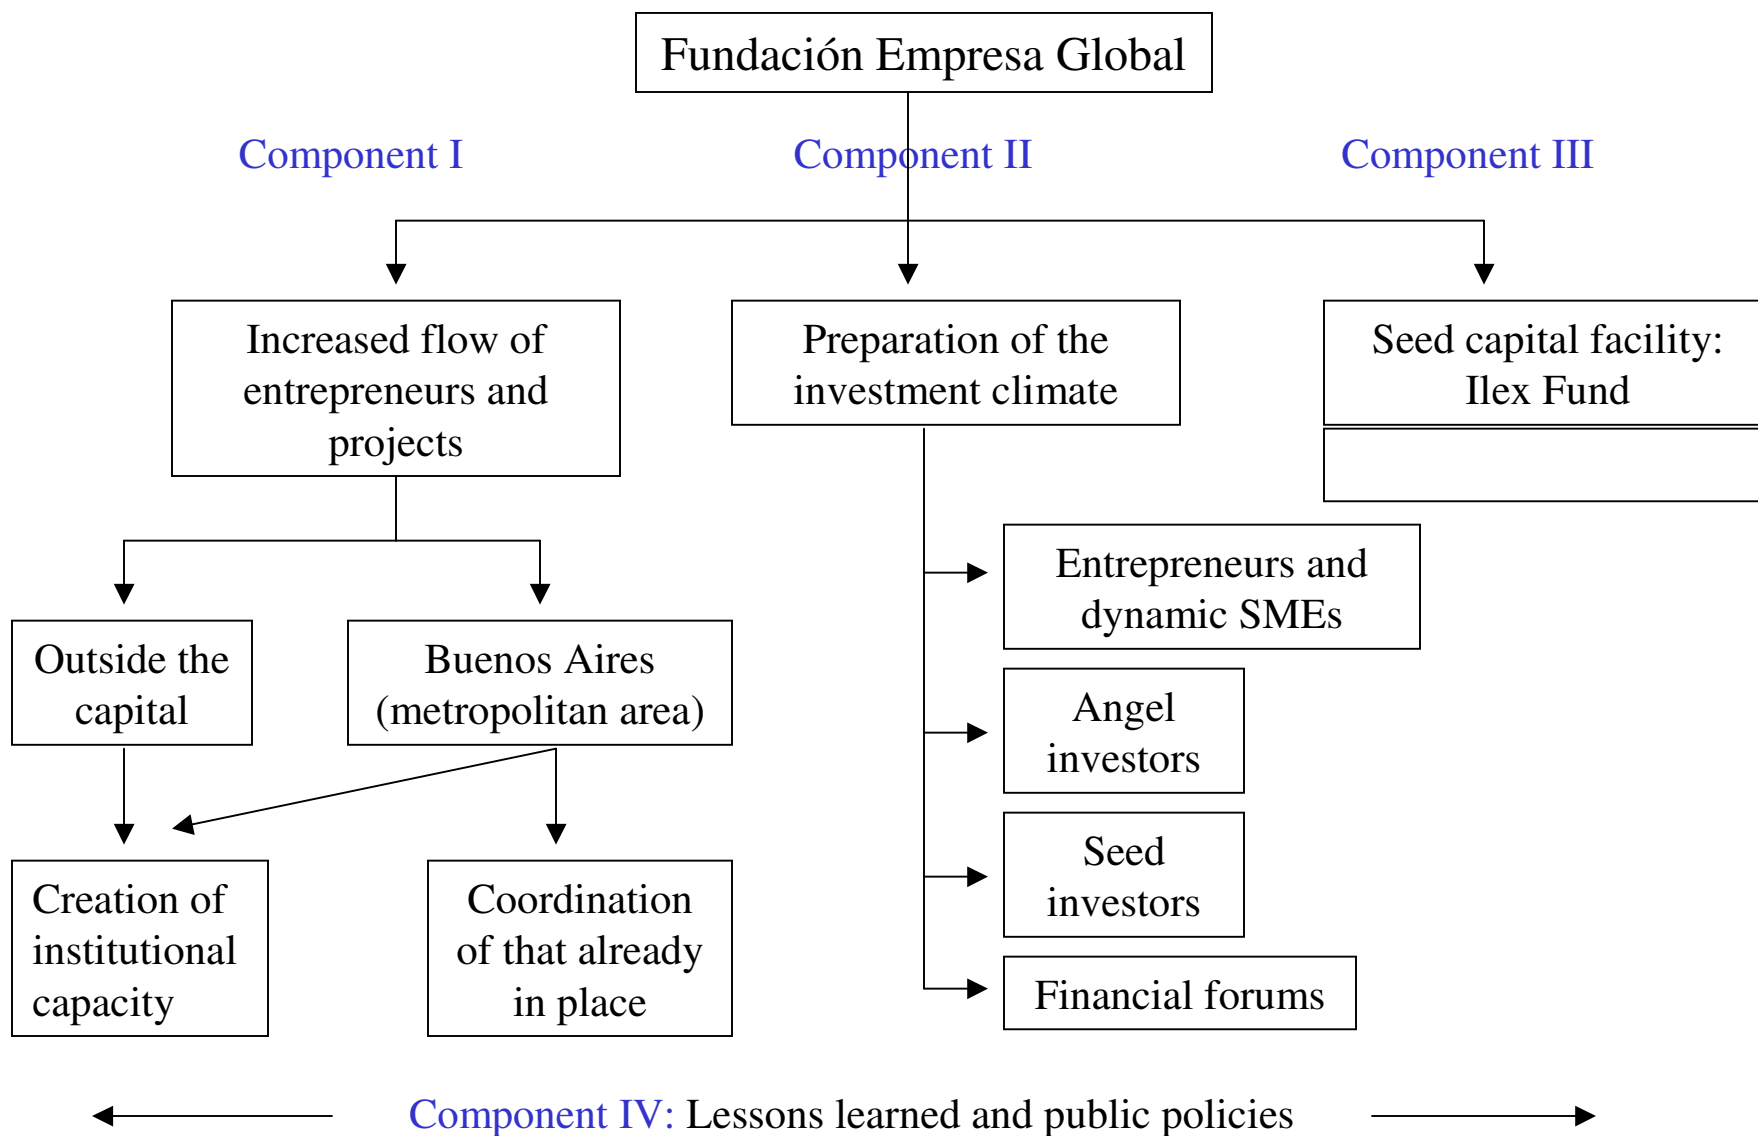 Fundación Empresa Global
Component I
Component II
Component III
Increased flow of
entrepreneurs and
projects
Preparation of the
investment climate
Seed capital facility:
Ilex Fund
Outside the
capital
Buenos Aires
(metropolitan area)
Creation of
institutional
capacity
Coordination
of that already
in place
Entrepreneurs and
dynamic SMEs
Angel
investors
Seed
investors
Financial forums
Component IV: Lessons learned and public policies